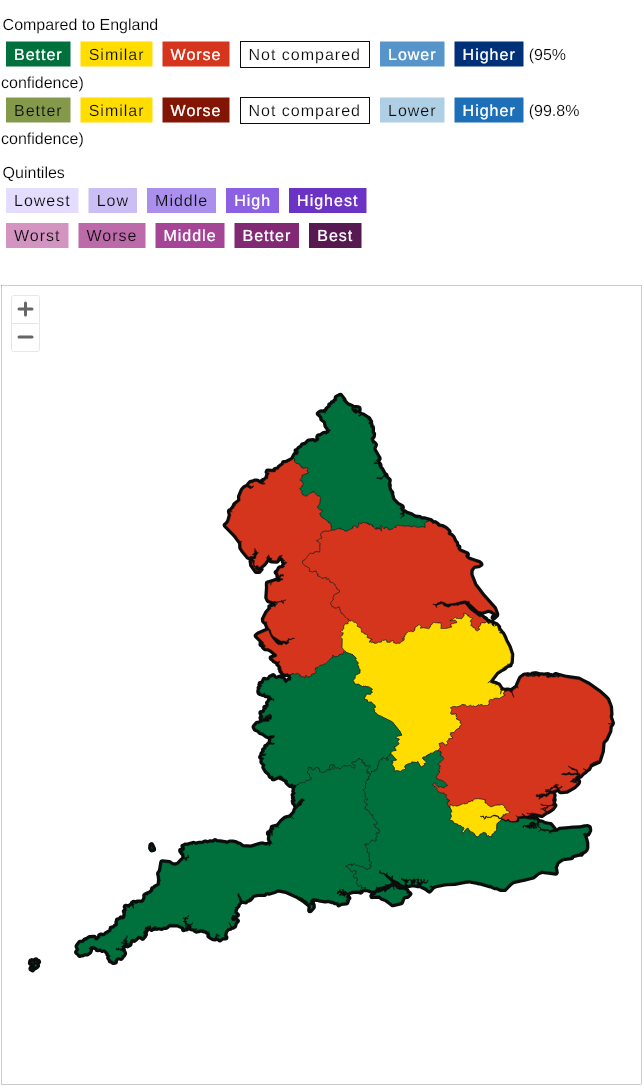 Compared to England
Better Similar Worse Not compared Lower Higher (95%
confidence)
Better Similar Worse Not compared Lower Higher (99.8%
confidence)
Quintiles
Lowest Low Middle High Highest
Worst Worse Middle Better Best
+
−